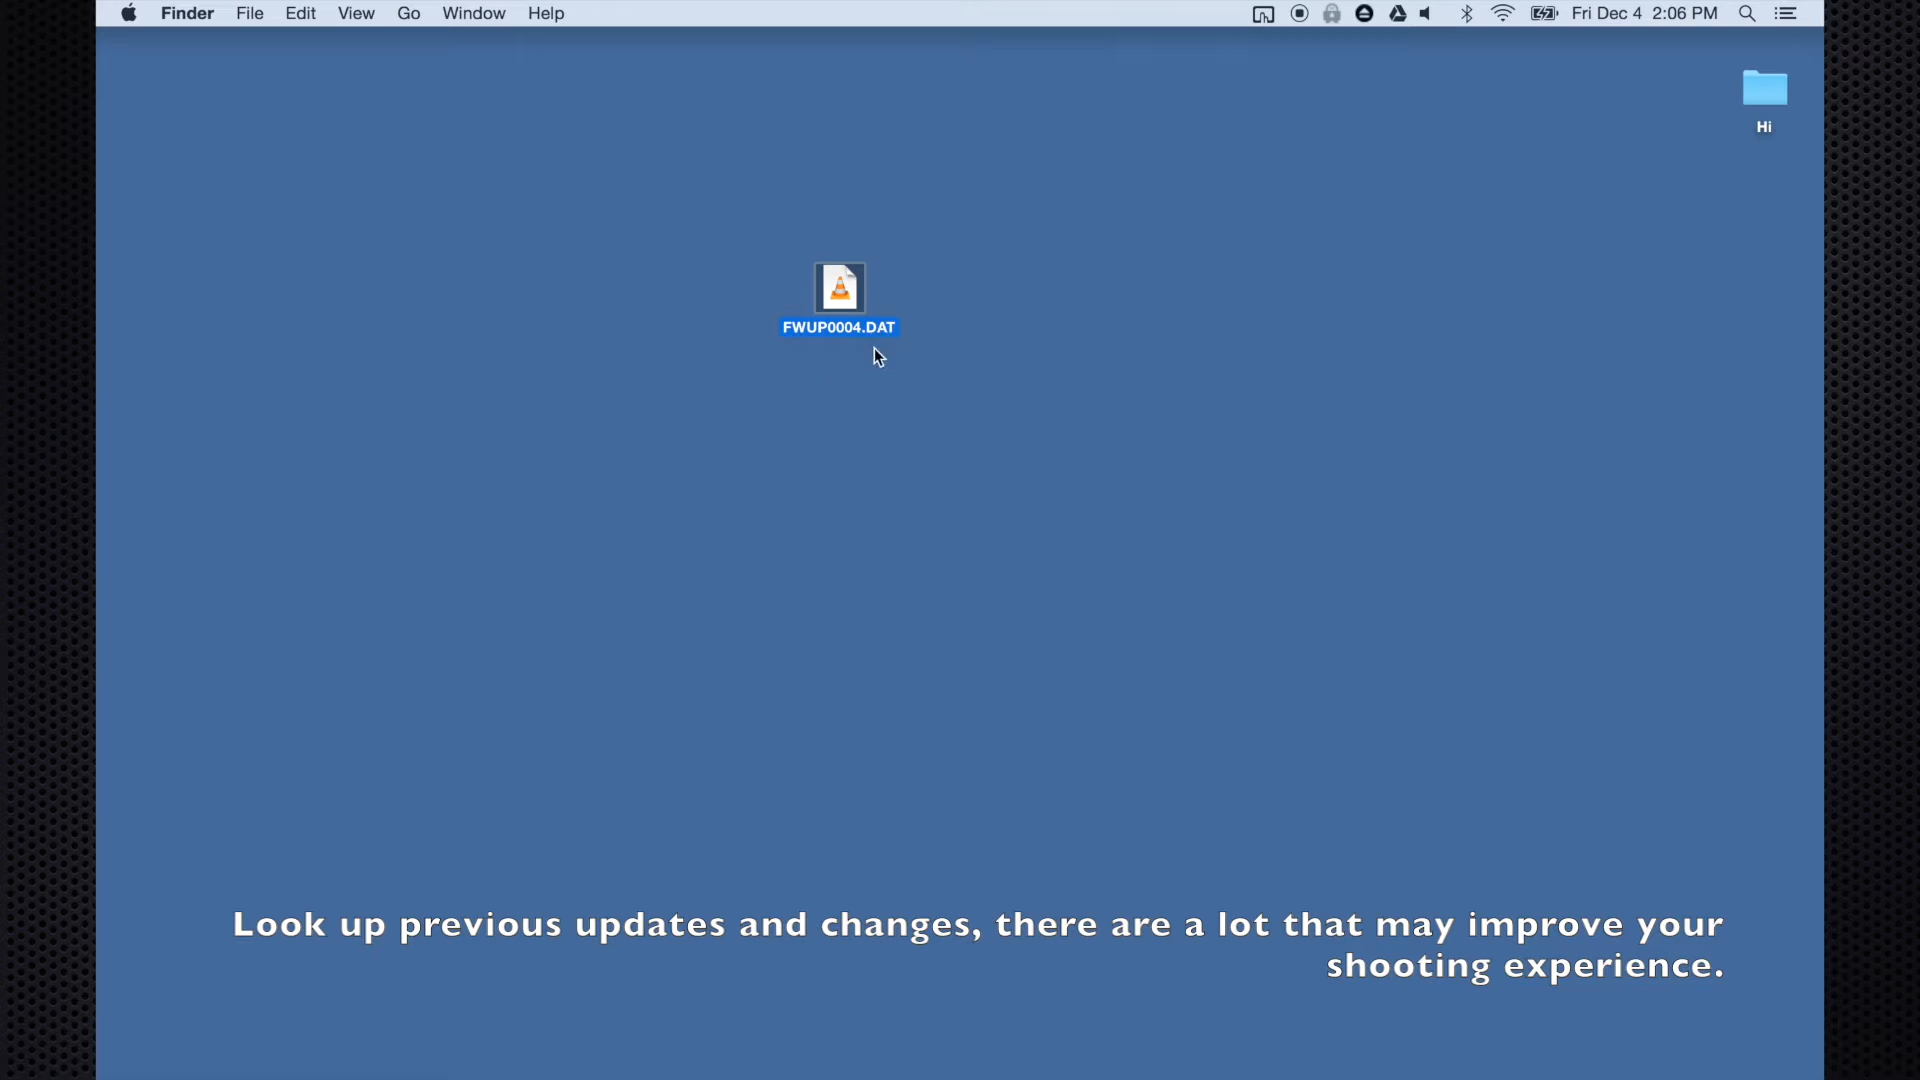 Finder File Edit View Go Window Help Fri Dec 4 2:06 PM
Hi
FWUP0004.DAT
Look up previous updates and changes, there are a lot that may improve your
shooting experience.